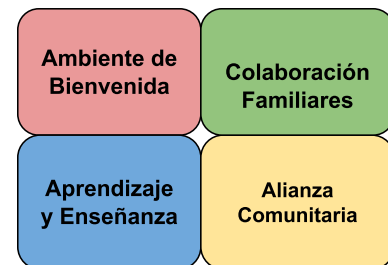 Ambiente de
Bienvenida
Colaboración
Familiares
Aprendizaje
y Enseñanza
Alianza
Comunitaria